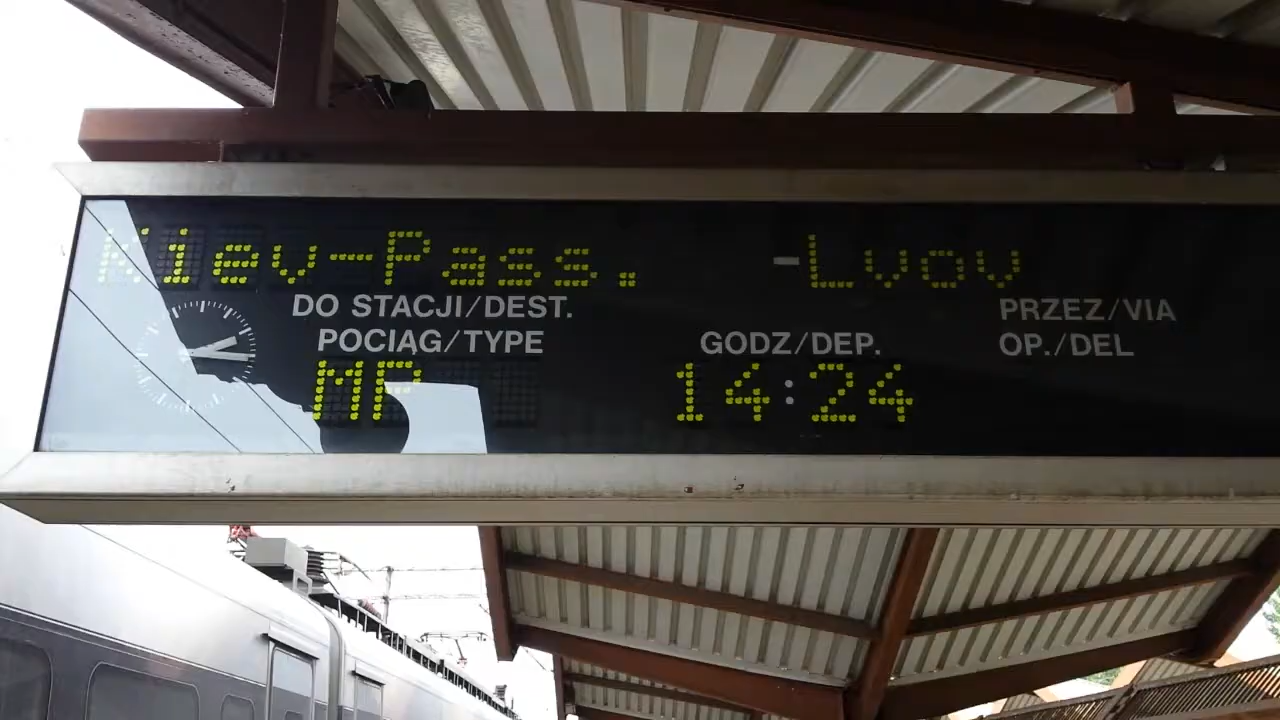 Kiev-Pass. -Lvov
DO STACJI/DEST. PRZEZ/VIA
POCIĄG/TYPE GODZ/DEP. OP./DEL
MP 14:24